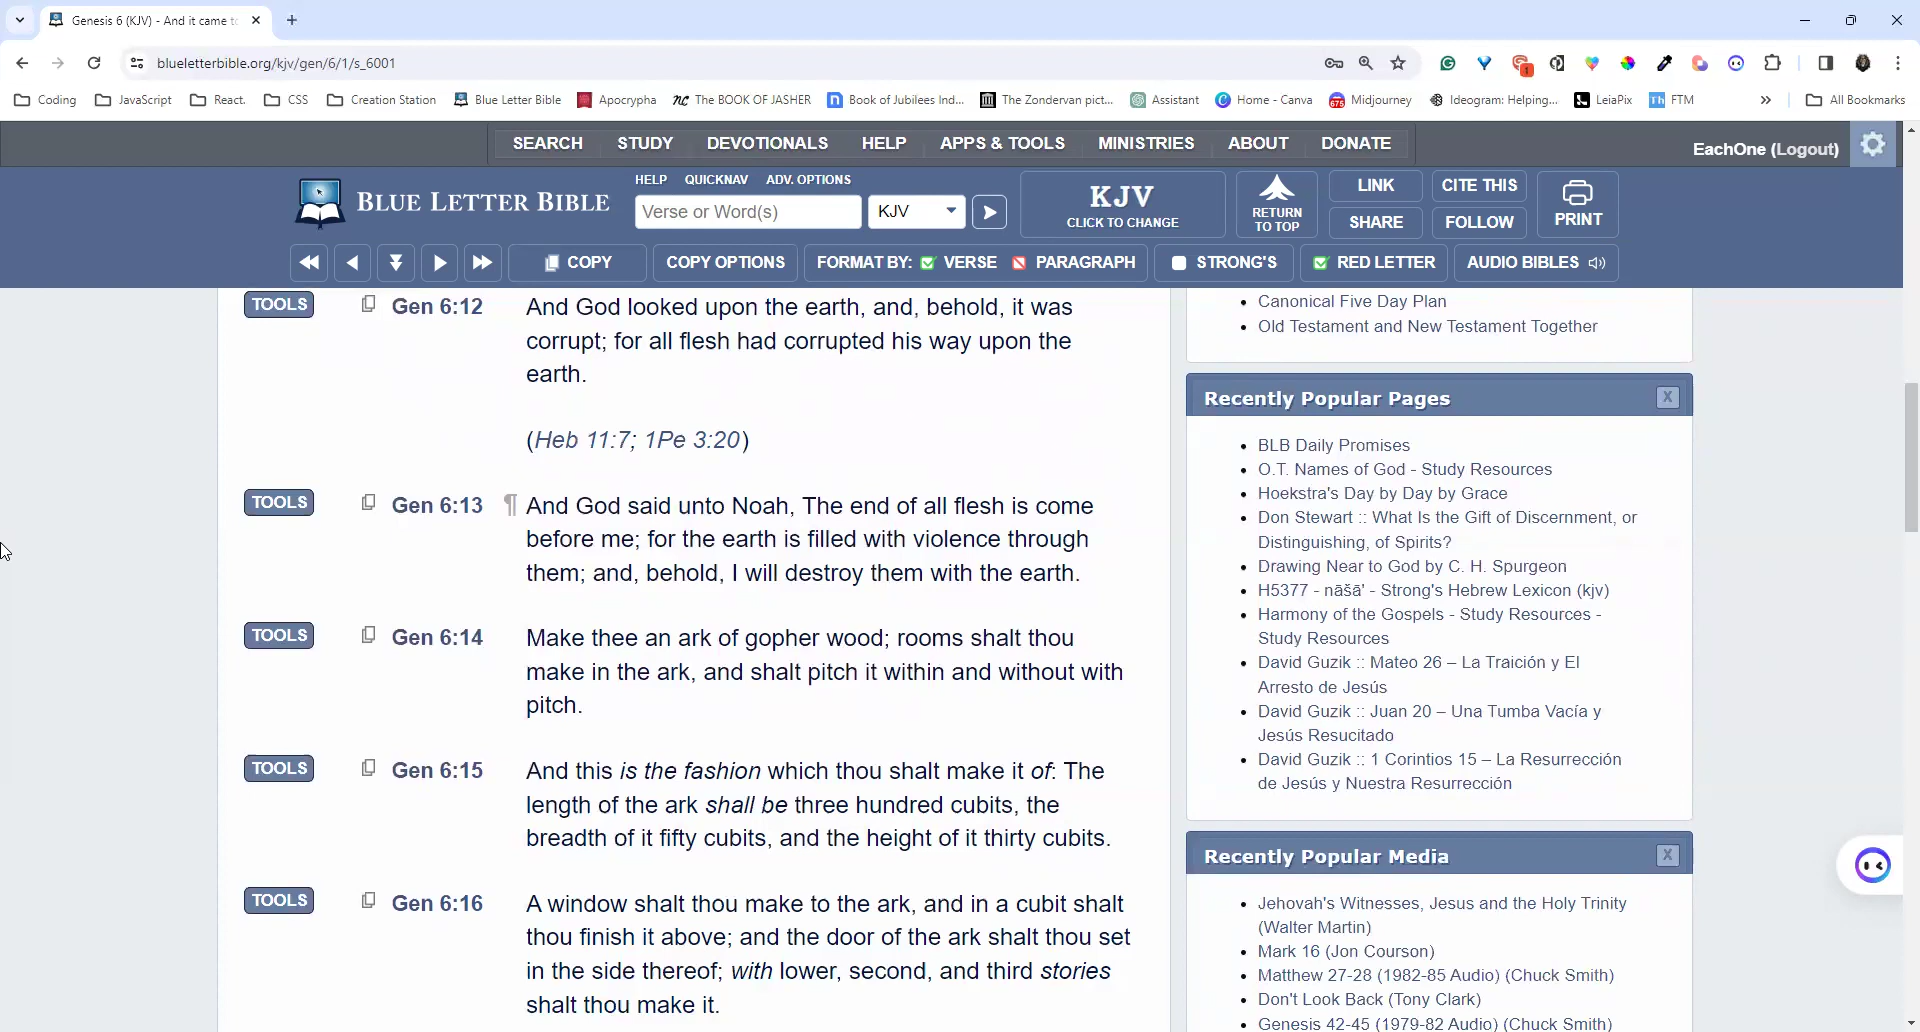 Genesis 6 (KJV) - And it came to
blueletterbible.org/kjv/gen/6/1/s_6001
Coding JavaScript React. CSS Creation Station Blue Letter Bible Apocrypha The BOOK OF JASHER Book of Jubilees Ind... The Zondervan pict... Assistant Home - Canva Midjourney Ideogram: Helping... LeiaPix FTM All Bookmarks
SEARCH STUDY DEVOTIONALS HELP APPS & TOOLS MINISTRIES ABOUT DONATE
EachOne (Logout)
HELP QUICKNAV ADV. OPTIONS
BLUE LETTER BIBLE
Verse or Word(s) KJV
KJV
CLICK TO CHANGE
RETURN
TO TOP
LINK CITE THIS
SHARE FOLLOW
PRINT
COPY COPY OPTIONS FORMAT BY: VERSE PARAGRAPH STRONG'S RED LETTER AUDIO BIBLES
TOOLS Gen 6:12 And God looked upon the earth, and, behold, it was
corrupt; for all flesh had corrupted his way upon the
earth.
(Heb 11:7; 1Pe 3:20)
TOOLS Gen 6:13 ¶ And God said unto Noah, The end of all flesh is come
before me; for the earth is filled with violence through
them; and, behold, I will destroy them with the earth.
TOOLS Gen 6:14 Make thee an ark of gopher wood; rooms shalt thou
make in the ark, and shalt pitch it within and without with
pitch.
TOOLS Gen 6:15 And this is the fashion which thou shalt make it of: The
length of the ark shall be three hundred cubits, the
breadth of it fifty cubits, and the height of it thirty cubits.
TOOLS Gen 6:16 A window shalt thou make to the ark, and in a cubit shalt
thou finish it above; and the door of the ark shalt thou set
in the side thereof; with lower, second, and third stories
shalt thou make it.
Canonical Five Day Plan
Old Testament and New Testament Together
Recently Popular Pages X
BLB Daily Promises
O.T. Names of God - Study Resources
Hoekstra's Day by Day by Grace
Don Stewart :: What Is the Gift of Discernment, or
Distinguishing, of Spirits?
Drawing Near to God by C. H. Spurgeon
H5377 - nāšā' - Strong's Hebrew Lexicon (kjv)
Harmony of the Gospels - Study Resources -
Study Resources
David Guzik :: Mateo 26 – La Traición y El
Arresto de Jesús
David Guzik :: Juan 20 – Una Tumba Vacía y
Jesús Resucitado
David Guzik :: 1 Corintios 15 – La Resurrección
de Jesús y Nuestra Resurrección
Recently Popular Media X
Jehovah's Witnesses, Jesus and the Holy Trinity
(Walter Martin)
Mark 16 (Jon Courson)
Matthew 27-28 (1982-85 Audio) (Chuck Smith)
Don't Look Back (Tony Clark)
Genesis 42-45 (1979-82 Audio) (Chuck Smith)